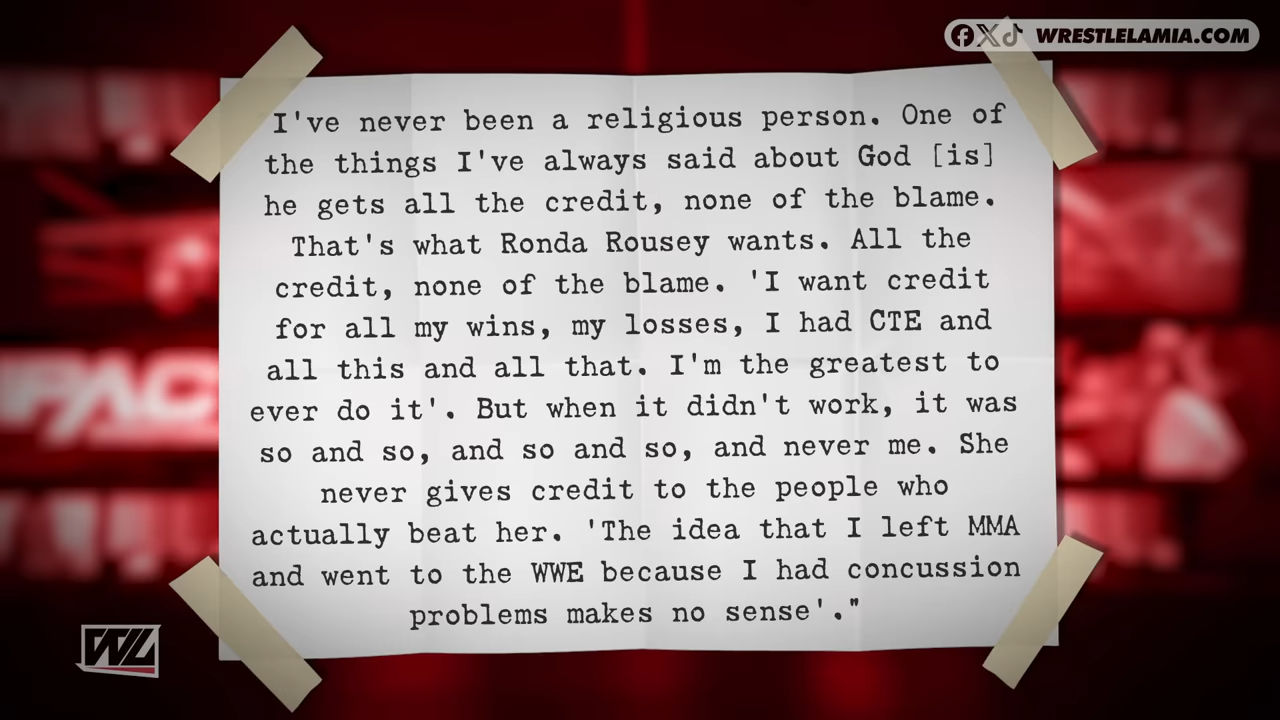 WRESTLELAMIA.COM
I've never been a religious person. One of
the things I've always said about God [is]
he gets all the credit, none of the blame.
That's what Ronda Rousey wants. All the
credit, none of the blame. 'I want credit
for all my wins, my losses, I had CTE and
all this and all that. I'm the greatest to
ever do it'. But when it didn't work, it was
so and so, and so and so, and never me. She
never gives credit to the people who
actually beat her. 'The idea that I left MMA
and went to the WWE because I had concussion
problems makes no sense'."
PAC
WL